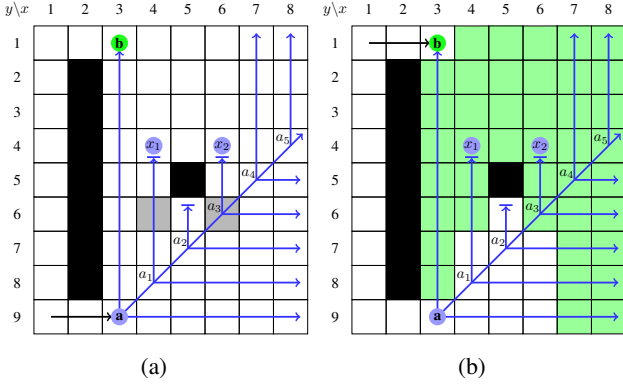 y\x 1 2 3 4 5 6 7 8
1 b
2
3
4 x₁ x₂ a₅
5 a₄
6 a₃
7 a₂
8 a₁
9 a
(a)
y\x 1 2 3 4 5 6 7 8
1 b
2
3
4 x₁ x₂ a₅
5 a₄
6 a₃
7 a₂
8 a₁
9 a
(b)